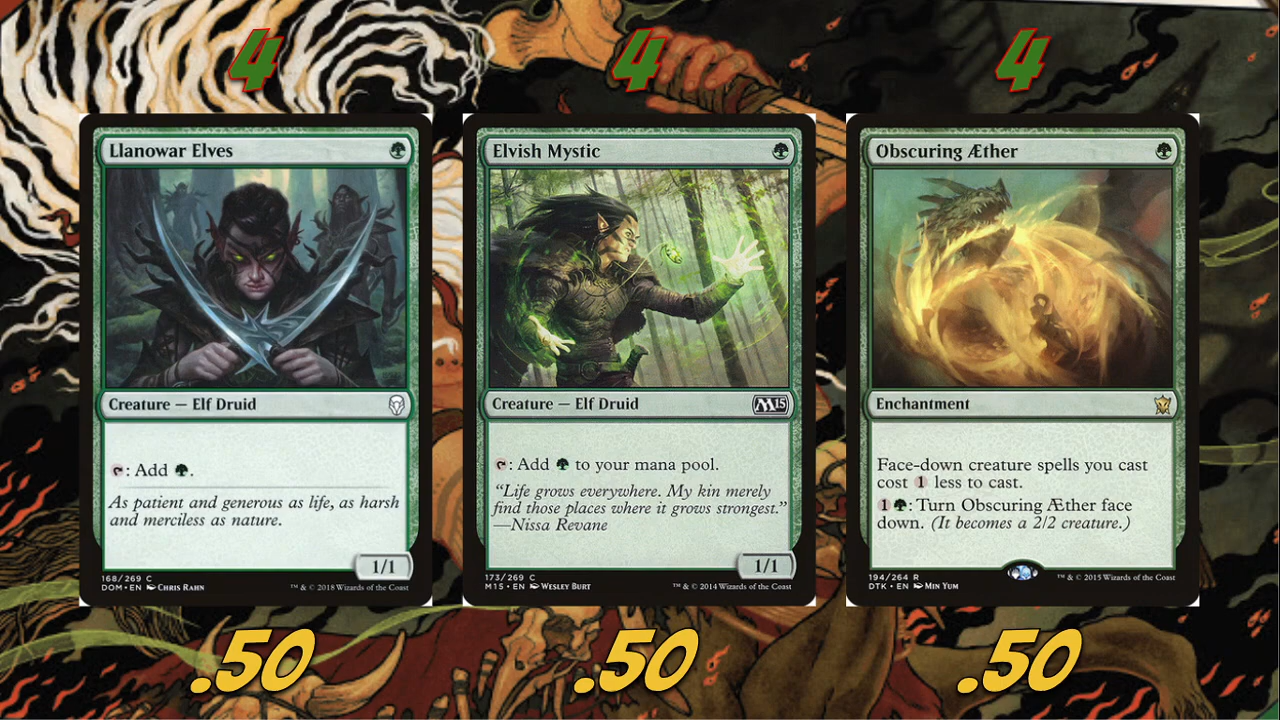 4
4
4
Llanowar Elves
Creature — Elf Druid
: Add .
As patient and generous as life, as harsh
and merciless as nature.
1/1
168/269 C
DOM • EN Chris Rahn
™ & © 2018 Wizards of the Coast
.50
Elvish Mystic
Creature — Elf Druid
M15
: Add to your mana pool.
“Life grows everywhere. My kin merely
find those places where it grows strongest.”
—Nissa Revane
1/1
173/269 C
M15 • EN Wesley Burt
™ & © 2014 Wizards of the Coast
.50
Obscuring Æther
Enchantment
Face-down creature spells you cast
cost 1 less to cast.
1 : Turn Obscuring Æther face
down. (It becomes a 2/2 creature.)
194/264 R
DTK • EN Min Yum
™ & © 2015 Wizards of the Coast
.50